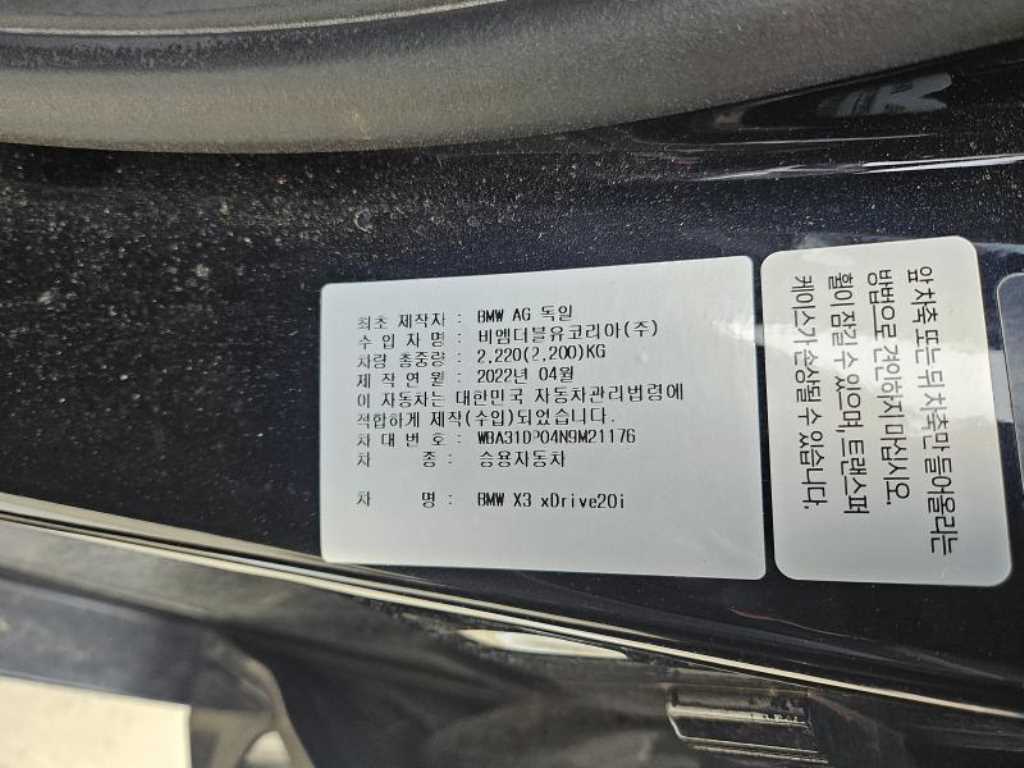 최초 제작자 : BMW AG 독일
수 입 자 명 : 비엠더블유코리아(주)
차량 총중량 : 2,220(2,200)KG
제 작 연 월 : 2022년 04월
이 자동차는 대한민국 자동차관리법령에
적합하게 제작(수입)되었습니다.
차 대 번 호 : WBA31DP04N9M21176
차 종 : 승용자동차
차 명 : BMW X3 xDrive20i
앞 차축 또는 뒤 차축만 들어올리는
방법으로 견인하지 마십시오.
휠이 잠길 수 있으며, 트랜스퍼
케이스가 손상될 수 있습니다.